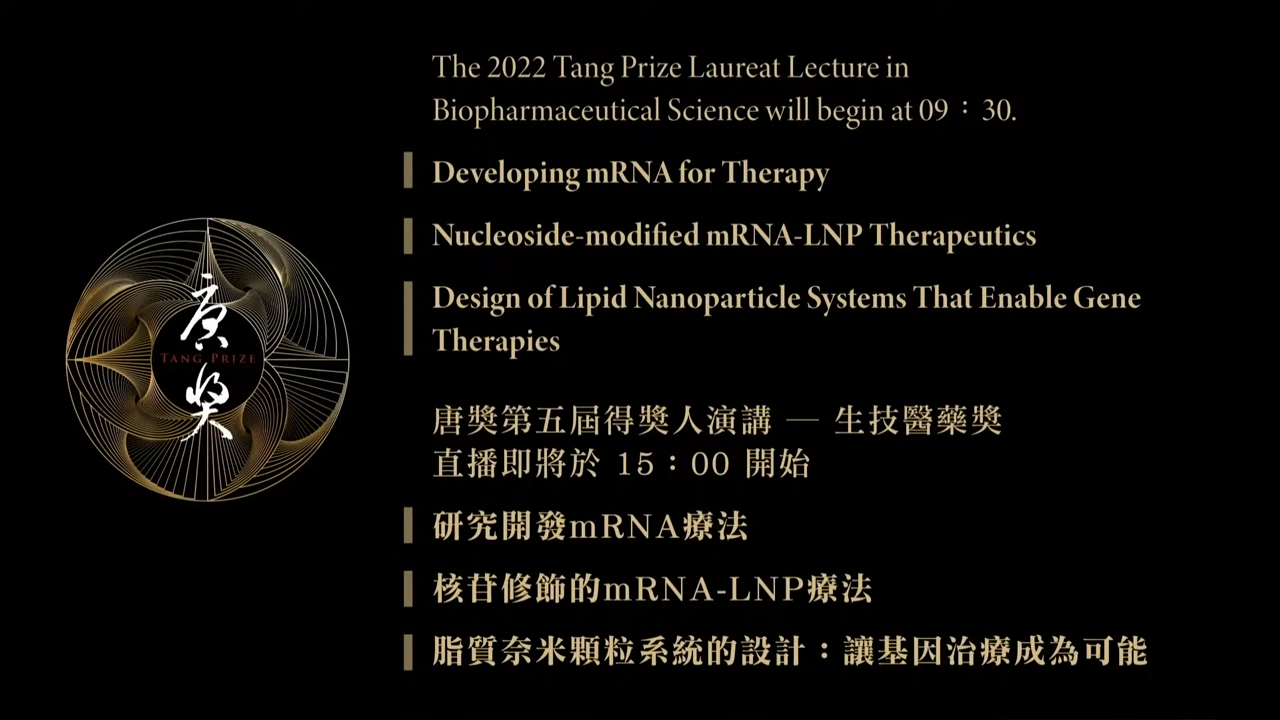 唐獎
TANG PRIZE
The 2022 Tang Prize Laureat Lecture in
Biopharmaceutical Science will begin at 09：30.
Developing mRNA for Therapy
Nucleoside-modified mRNA-LNP Therapeutics
Design of Lipid Nanoparticle Systems That Enable Gene
Therapies
唐獎第五屆得獎人演講 — 生技醫藥獎
直播即將於 15：00 開始
研究開發mRNA療法
核苷修飾的mRNA-LNP療法
脂質奈米顆粒系統的設計：讓基因治療成為可能